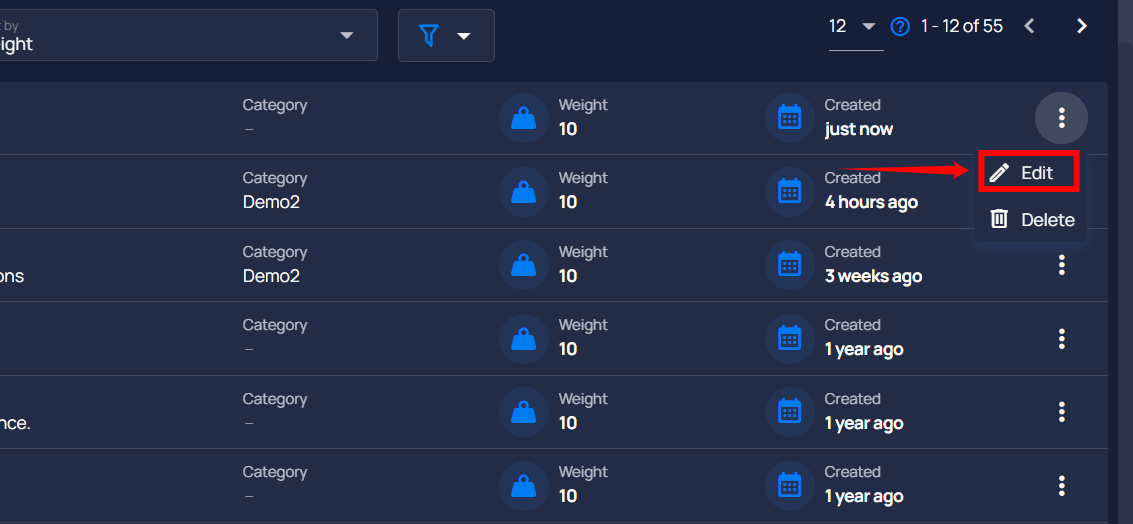 by
ight
12
1 - 12 of 55
Category
–
Weight
10
Created
just now
Edit
Category
Demo2
Weight
10
Created
4 hours ago
Delete
ons
Category
Demo2
Weight
10
Created
3 weeks ago
Category
–
Weight
10
Created
1 year ago
nce.
Category
–
Weight
10
Created
1 year ago
Category
–
Weight
10
Created
1 year ago